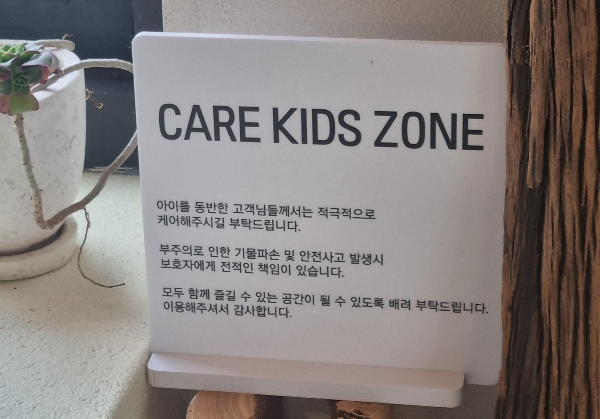 CARE KIDS ZONE
아이를 동반한 고객님들께서는 적극적으로
케어해주시길 부탁드립니다.
부주의로 인한 기물파손 및 안전사고 발생시
보호자에게 전적인 책임이 있습니다.
모두 함께 즐길 수 있는 공간이 될 수 있도록 배려 부탁드립니다.
이용해주셔서 감사합니다.